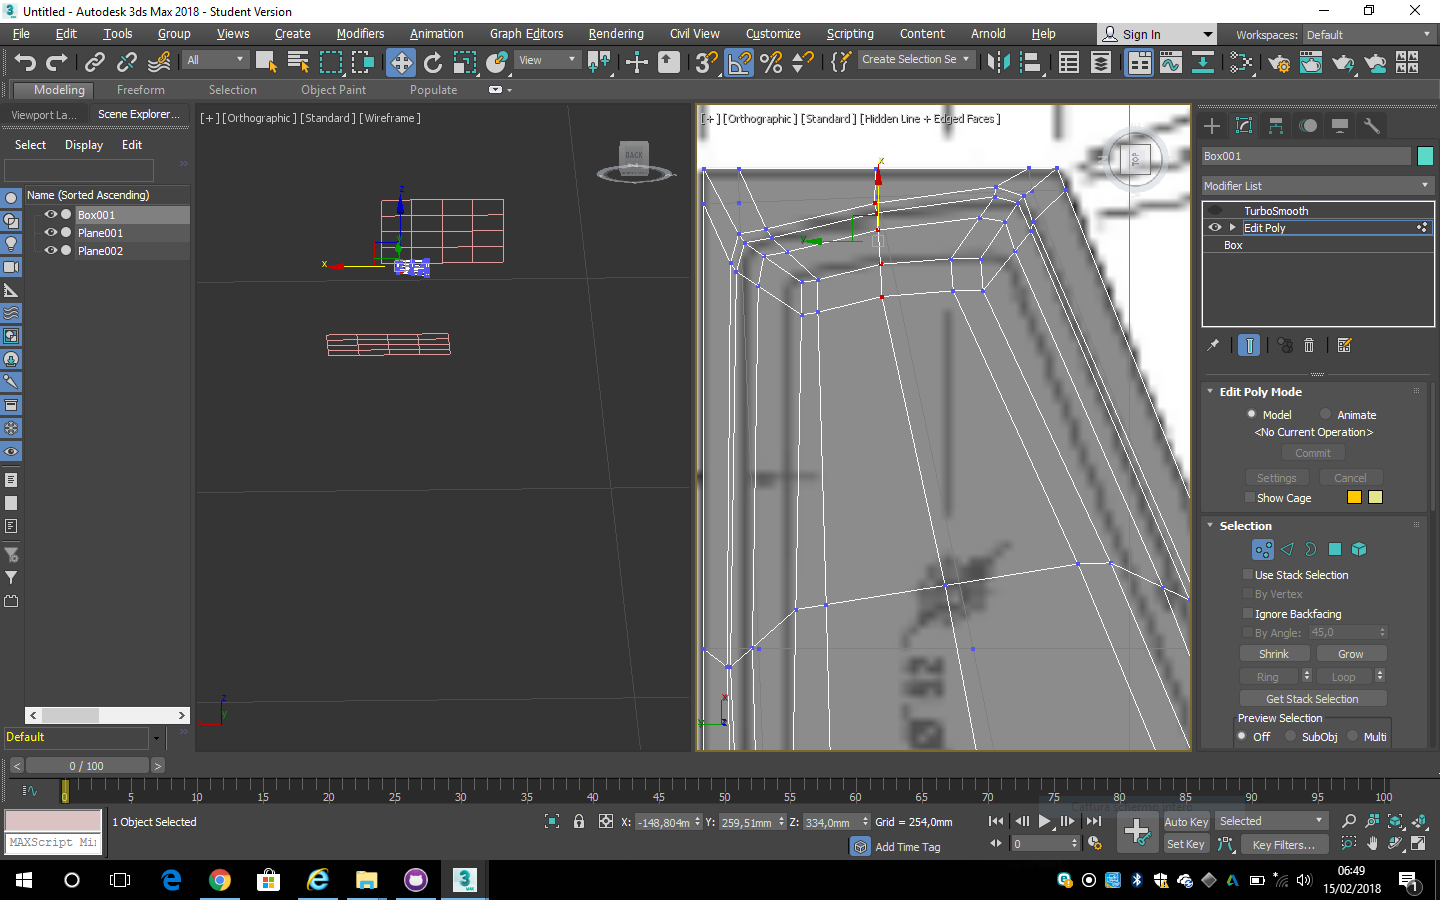 Untitled - Autodesk 3ds Max 2018 - Student Version
File Edit Tools Group Views Create Modifiers Animation Graph Editors Rendering Civil View Customize Scripting Content Arnold Help Sign In Workspaces: Default
All View Create Selection Se
Modeling Freeform Selection Object Paint Populate
Viewport La... Scene Explorer...
Select Display Edit
Name (Sorted Ascending)
Box001
Plane001
Plane002
Default
[+] [Orthographic] [Standard] [Wireframe]
BACK
z
x
z
y
[+] [Orthographic] [Standard] [Hidden Line + Edged Faces]
TOP
x
y
x
z
Box001
Modifier List
TurboSmooth
Edit Poly
Box
Edit Poly Mode
Model Animate
<No Current Operation>
Commit
Settings Cancel
Show Cage
Selection
Use Stack Selection
By Vertex
Ignore Backfacing
By Angle: 45,0
Shrink Grow
Ring Loop
Get Stack Selection
Preview Selection
Off SubObj Multi
< 0 / 100 >
0 5 10 15 20 25 30 35 40 45 50 55 60 65 70 75 80 85 90 95 100
MAXScript Mi
1 Object Selected
X: -148,804m Y: 259,51mm Z: 334,0mm Grid = 254,0mm
Add Time Tag
0
Auto Key Selected
Set Key Key Filters...
Cattura schermo intero
3 MAX
06:49
15/02/2018
1